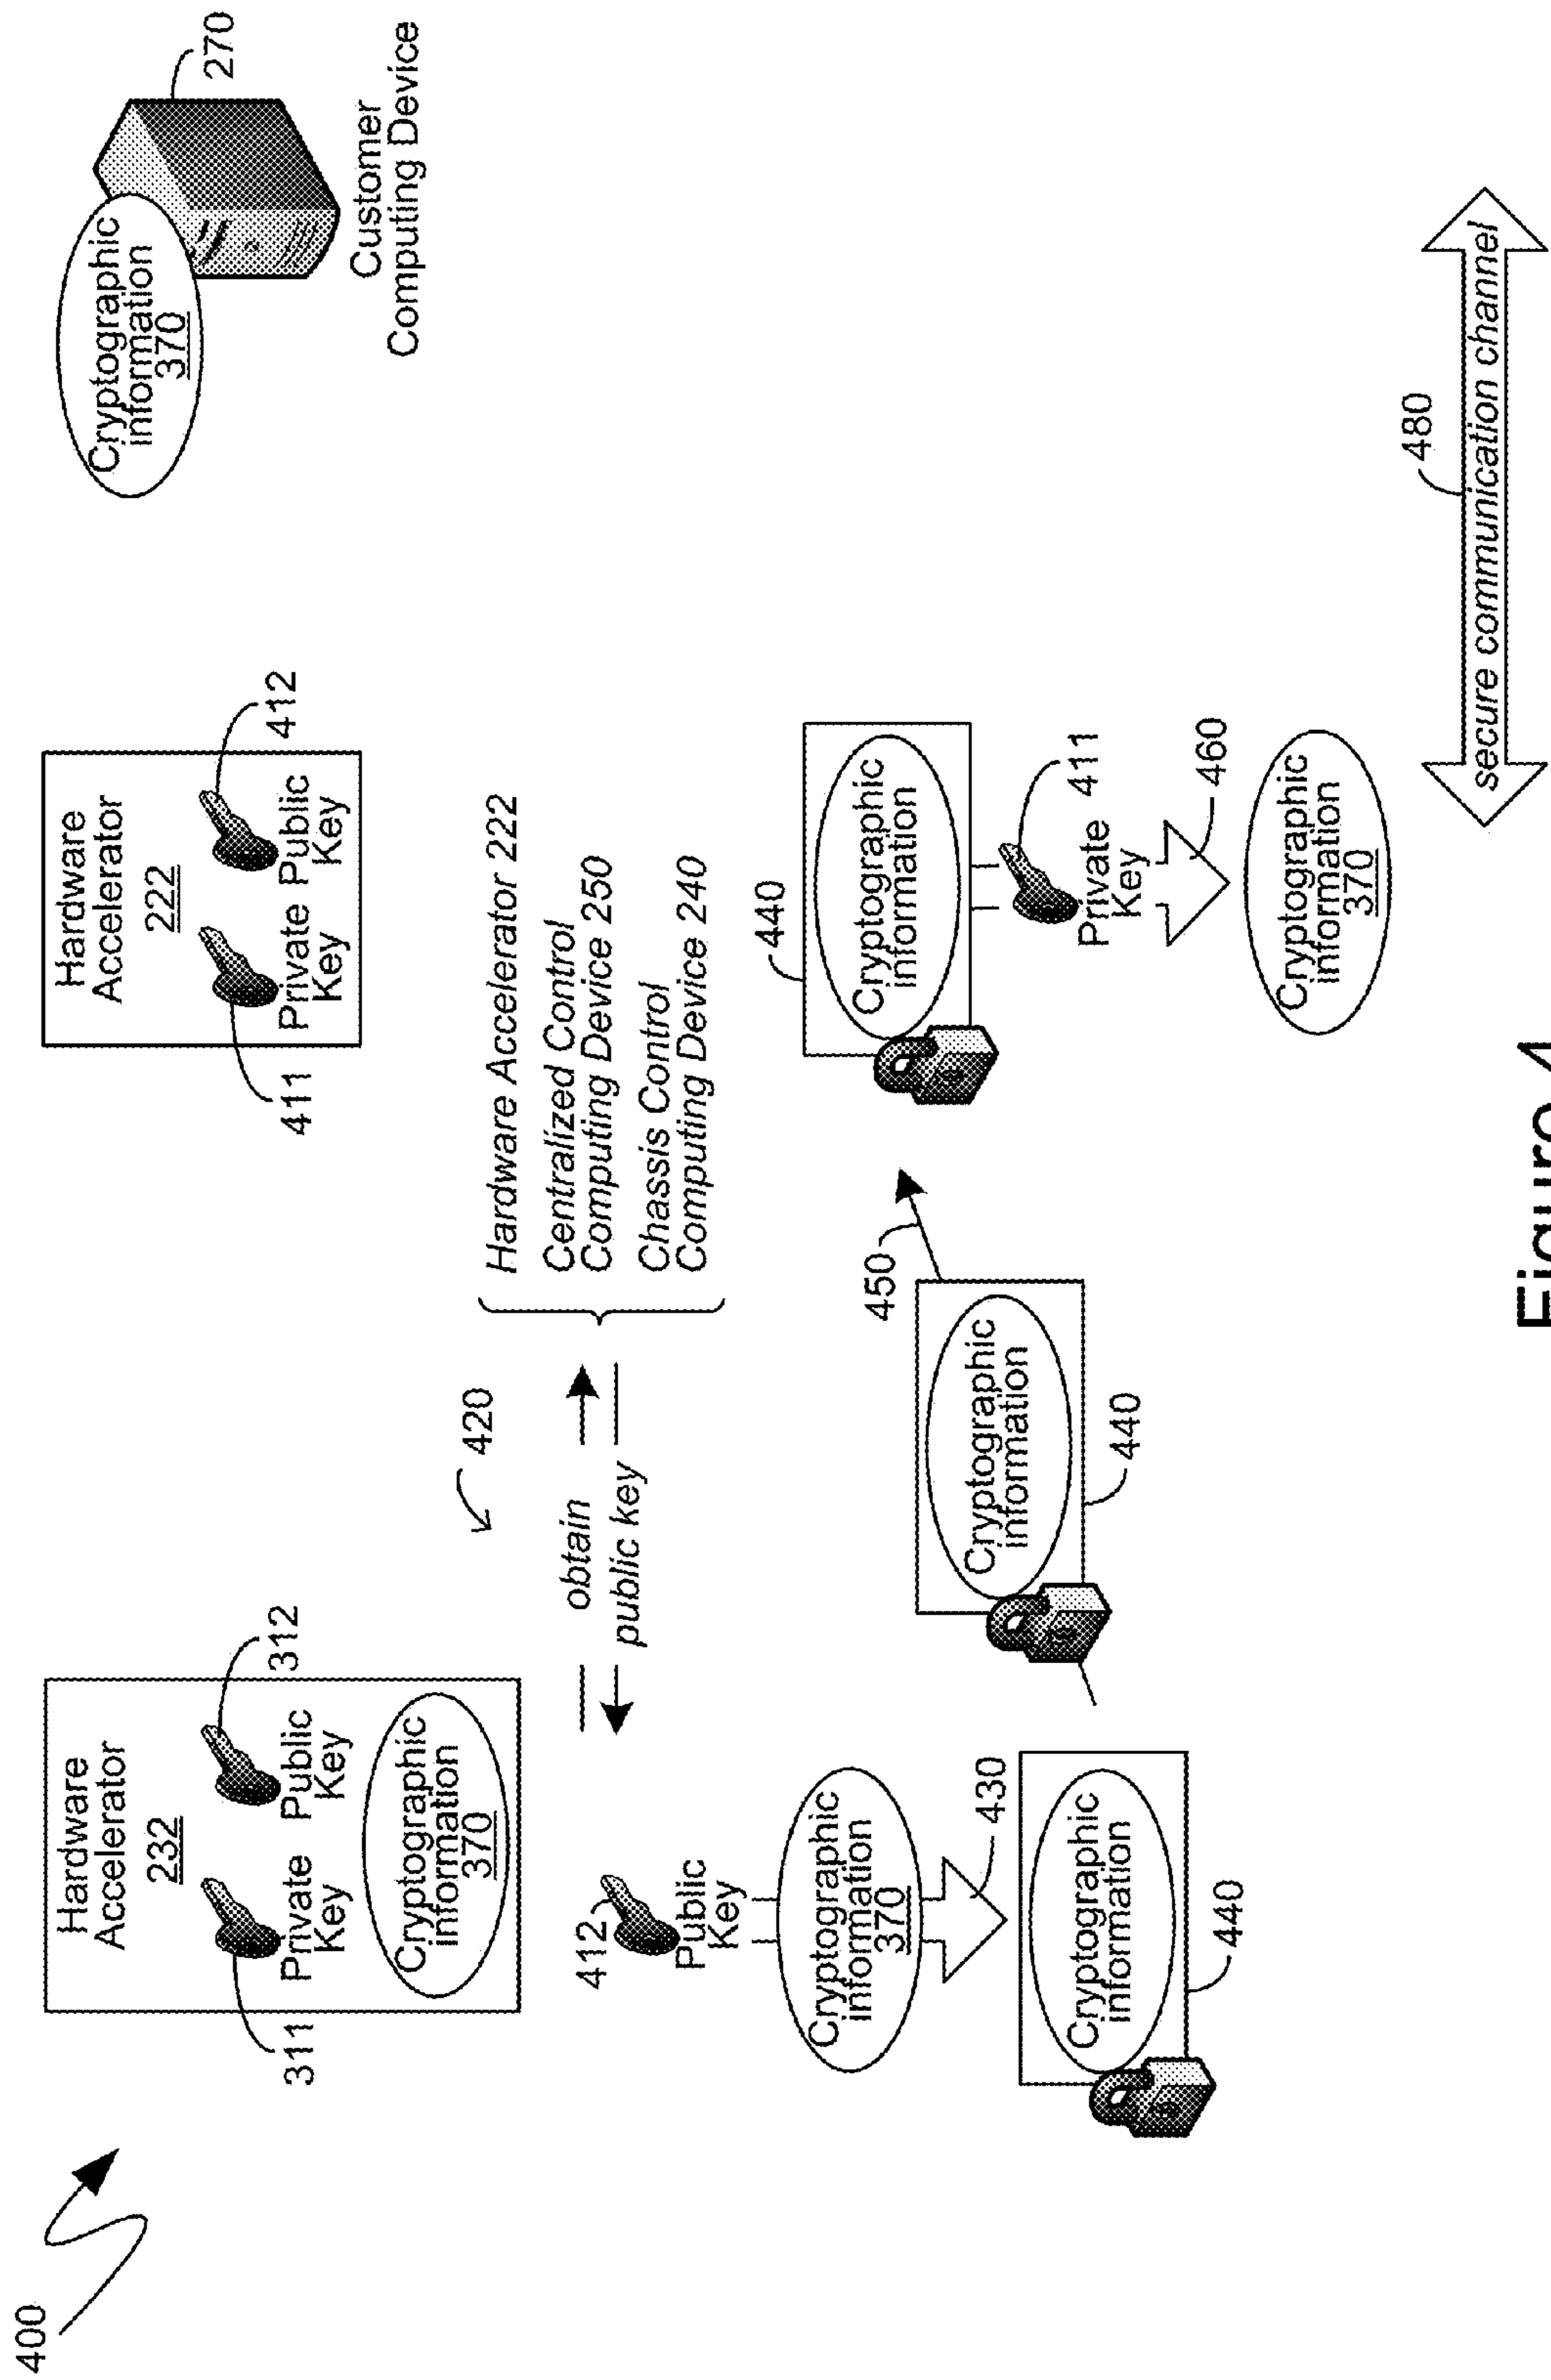 400
Hardware
Accelerator
232
311
312
Private
Key
Public
Key
Cryptographic
information
370
Hardware
Accelerator
222
411
412
Private
Key
Public
Key
Cryptographic
information
370
270
Customer
Computing Device
420
obtain
public key
Hardware Accelerator 222
Centralized Control
Computing Device 250
Chassis Control
Computing Device 240
412
Public
Key
Cryptographic
information
370
430
Cryptographic
information
440
Cryptographic
information
440
450
440
Cryptographic
information
411
Private
Key
460
Cryptographic
information
370
480
secure communication channel
Figure 4